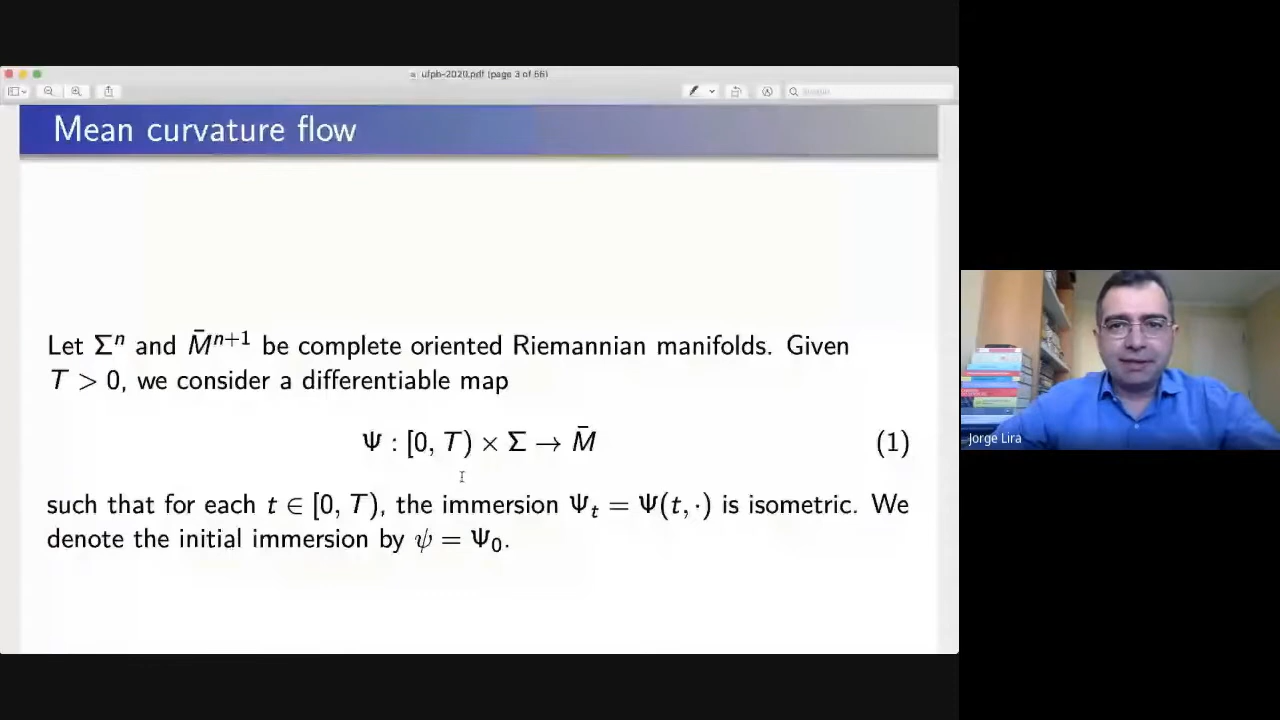 ufpb-2020.pdf (page 3 of 56)
Mean curvature flow
Let Σⁿ and M̄ⁿ⁺¹ be complete oriented Riemannian manifolds. Given
T > 0, we consider a differentiable map
Ψ : [0, T) × Σ → M̄ (1)
such that for each t ∈ [0, T), the immersion Ψₜ = Ψ(t, ·) is isometric. We
denote the initial immersion by ψ = Ψ₀.
Jorge Lira